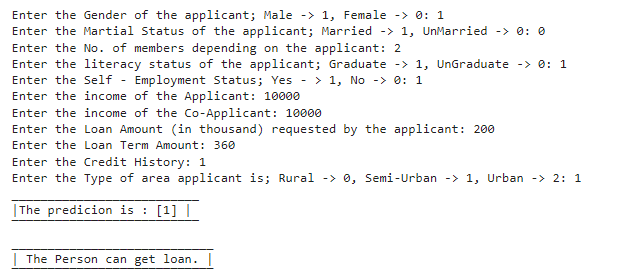 Enter the Gender of the applicant; Male -> 1, Female -> 0: 1
Enter the Martial Status of the applicant; Married -> 1, UnMarried -> 0: 0
Enter the No. of members depending on the applicant: 2
Enter the literacy status of the applicant; Graduate -> 1, UnGraduate -> 0: 1
Enter the Self - Employment Status; Yes - > 1, No -> 0: 1
Enter the income of the Applicant: 10000
Enter the income of the Co-Applicant: 10000
Enter the Loan Amount (in thousand) requested by the applicant: 200
Enter the Loan Term Amount: 360
Enter the Credit History: 1
Enter the Type of area applicant is; Rural -> 0, Semi-Urban -> 1, Urban -> 2: 1
|The predicion is : [1] |
| The Person can get loan. |